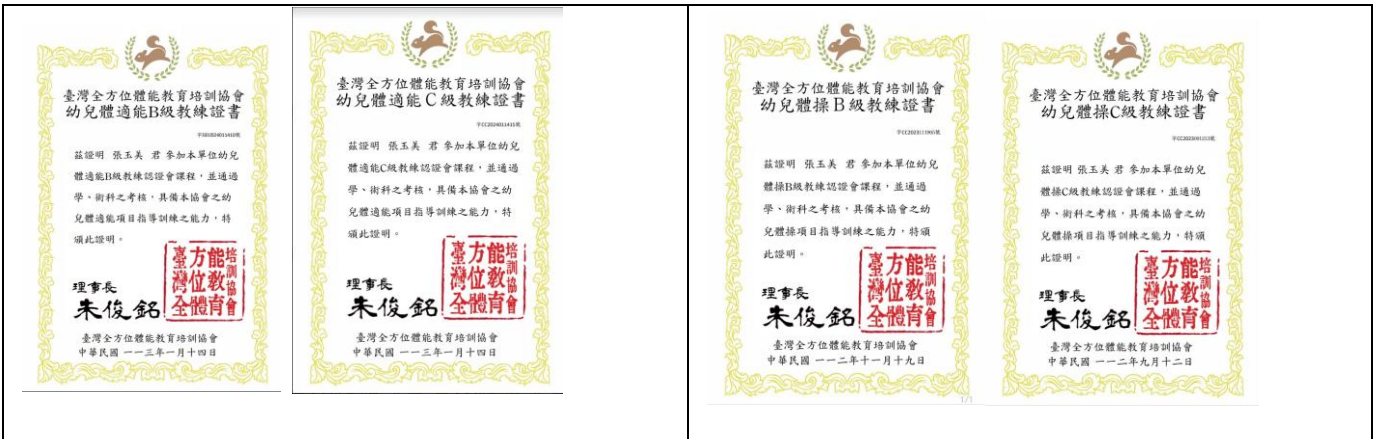 臺灣全方位體能教育培訓協會
幼兒體適能B級教練證書
茲證明 張玉美 君 參加本單位幼兒
體適能B級教練認證會課程，並通過
學、術科之考核，具備本協會之幼
兒體適能項目指導訓練之能力，特
頒此證明。
理事長
朱俊銘
臺灣全方位體能教育培訓協會
臺灣全方位體能教育培訓協會
中華民國 一一三年一月十四日
臺灣全方位體能教育培訓協會
幼兒體適能C級教練證書
字CC2024011411號
茲證明 張玉美 君 參加本單位幼兒
體適能C級教練認證會課程，並通過
學、術科之考核，具備本協會之幼
兒體適能項目指導訓練之能力，特
頒此證明。
理事長
朱俊銘
臺灣全方位體能教育培訓協會
臺灣全方位體能教育培訓協會
中華民國 一一三年一月十四日
臺灣全方位體能教育培訓協會
幼兒體操B級教練證書
茲證明 張玉美 君 參加本單位幼兒
體操B級教練認證會課程，並通過
學、術科之考核，具備本協會之幼
兒體操項目指導訓練之能力，特頒
此證明。
理事長
朱俊銘
臺灣全方位體能教育培訓協會
臺灣全方位體能教育培訓協會
中華民國 一一二年十一月十九日
1/1
臺灣全方位體能教育培訓協會
幼兒體操C級教練證書
茲證明 張玉美 君 參加本單位幼兒
體操C級教練認證會課程，並通過
學、術科之考核，具備本協會之幼
兒體操項目指導訓練之能力，特頒
此證明。
理事長
朱俊銘
臺灣全方位體能教育培訓協會
臺灣全方位體能教育培訓協會
中華民國 一一二年九月十二日